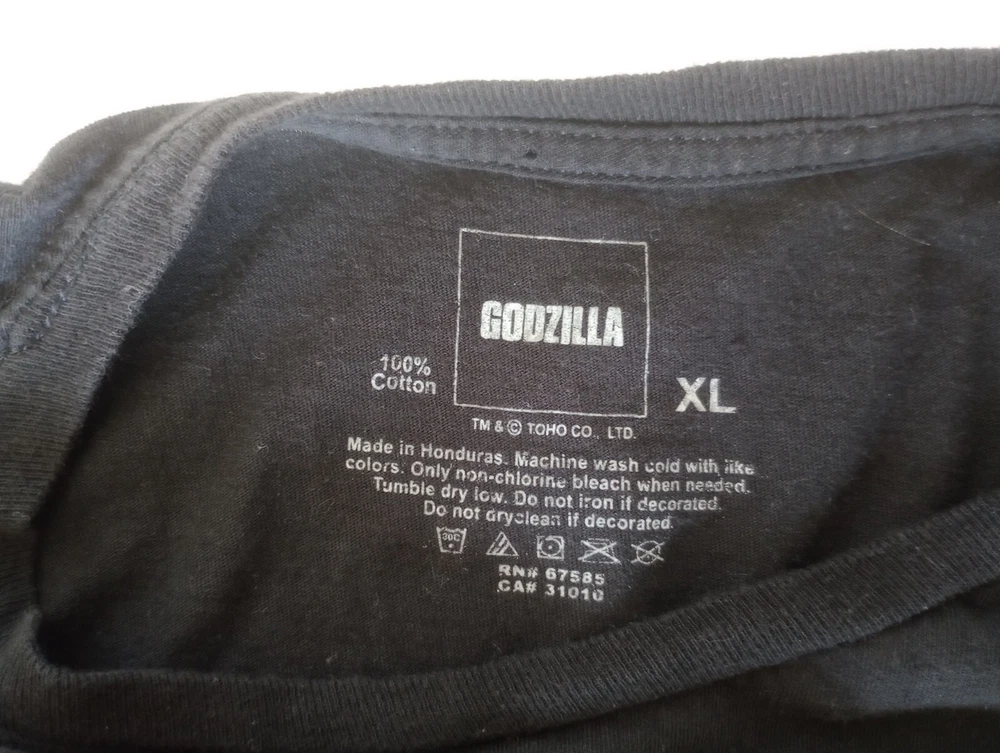 GODZILLA
100%
Cotton
XL
TM & © TOHO CO., LTD.
Made in Honduras. Machine wash cold with like
colors. Only non-chlorine bleach when needed.
Tumble dry low. Do not iron if decorated.
Do not dryclean if decorated.
30C
RN# 67585
CA# 31010